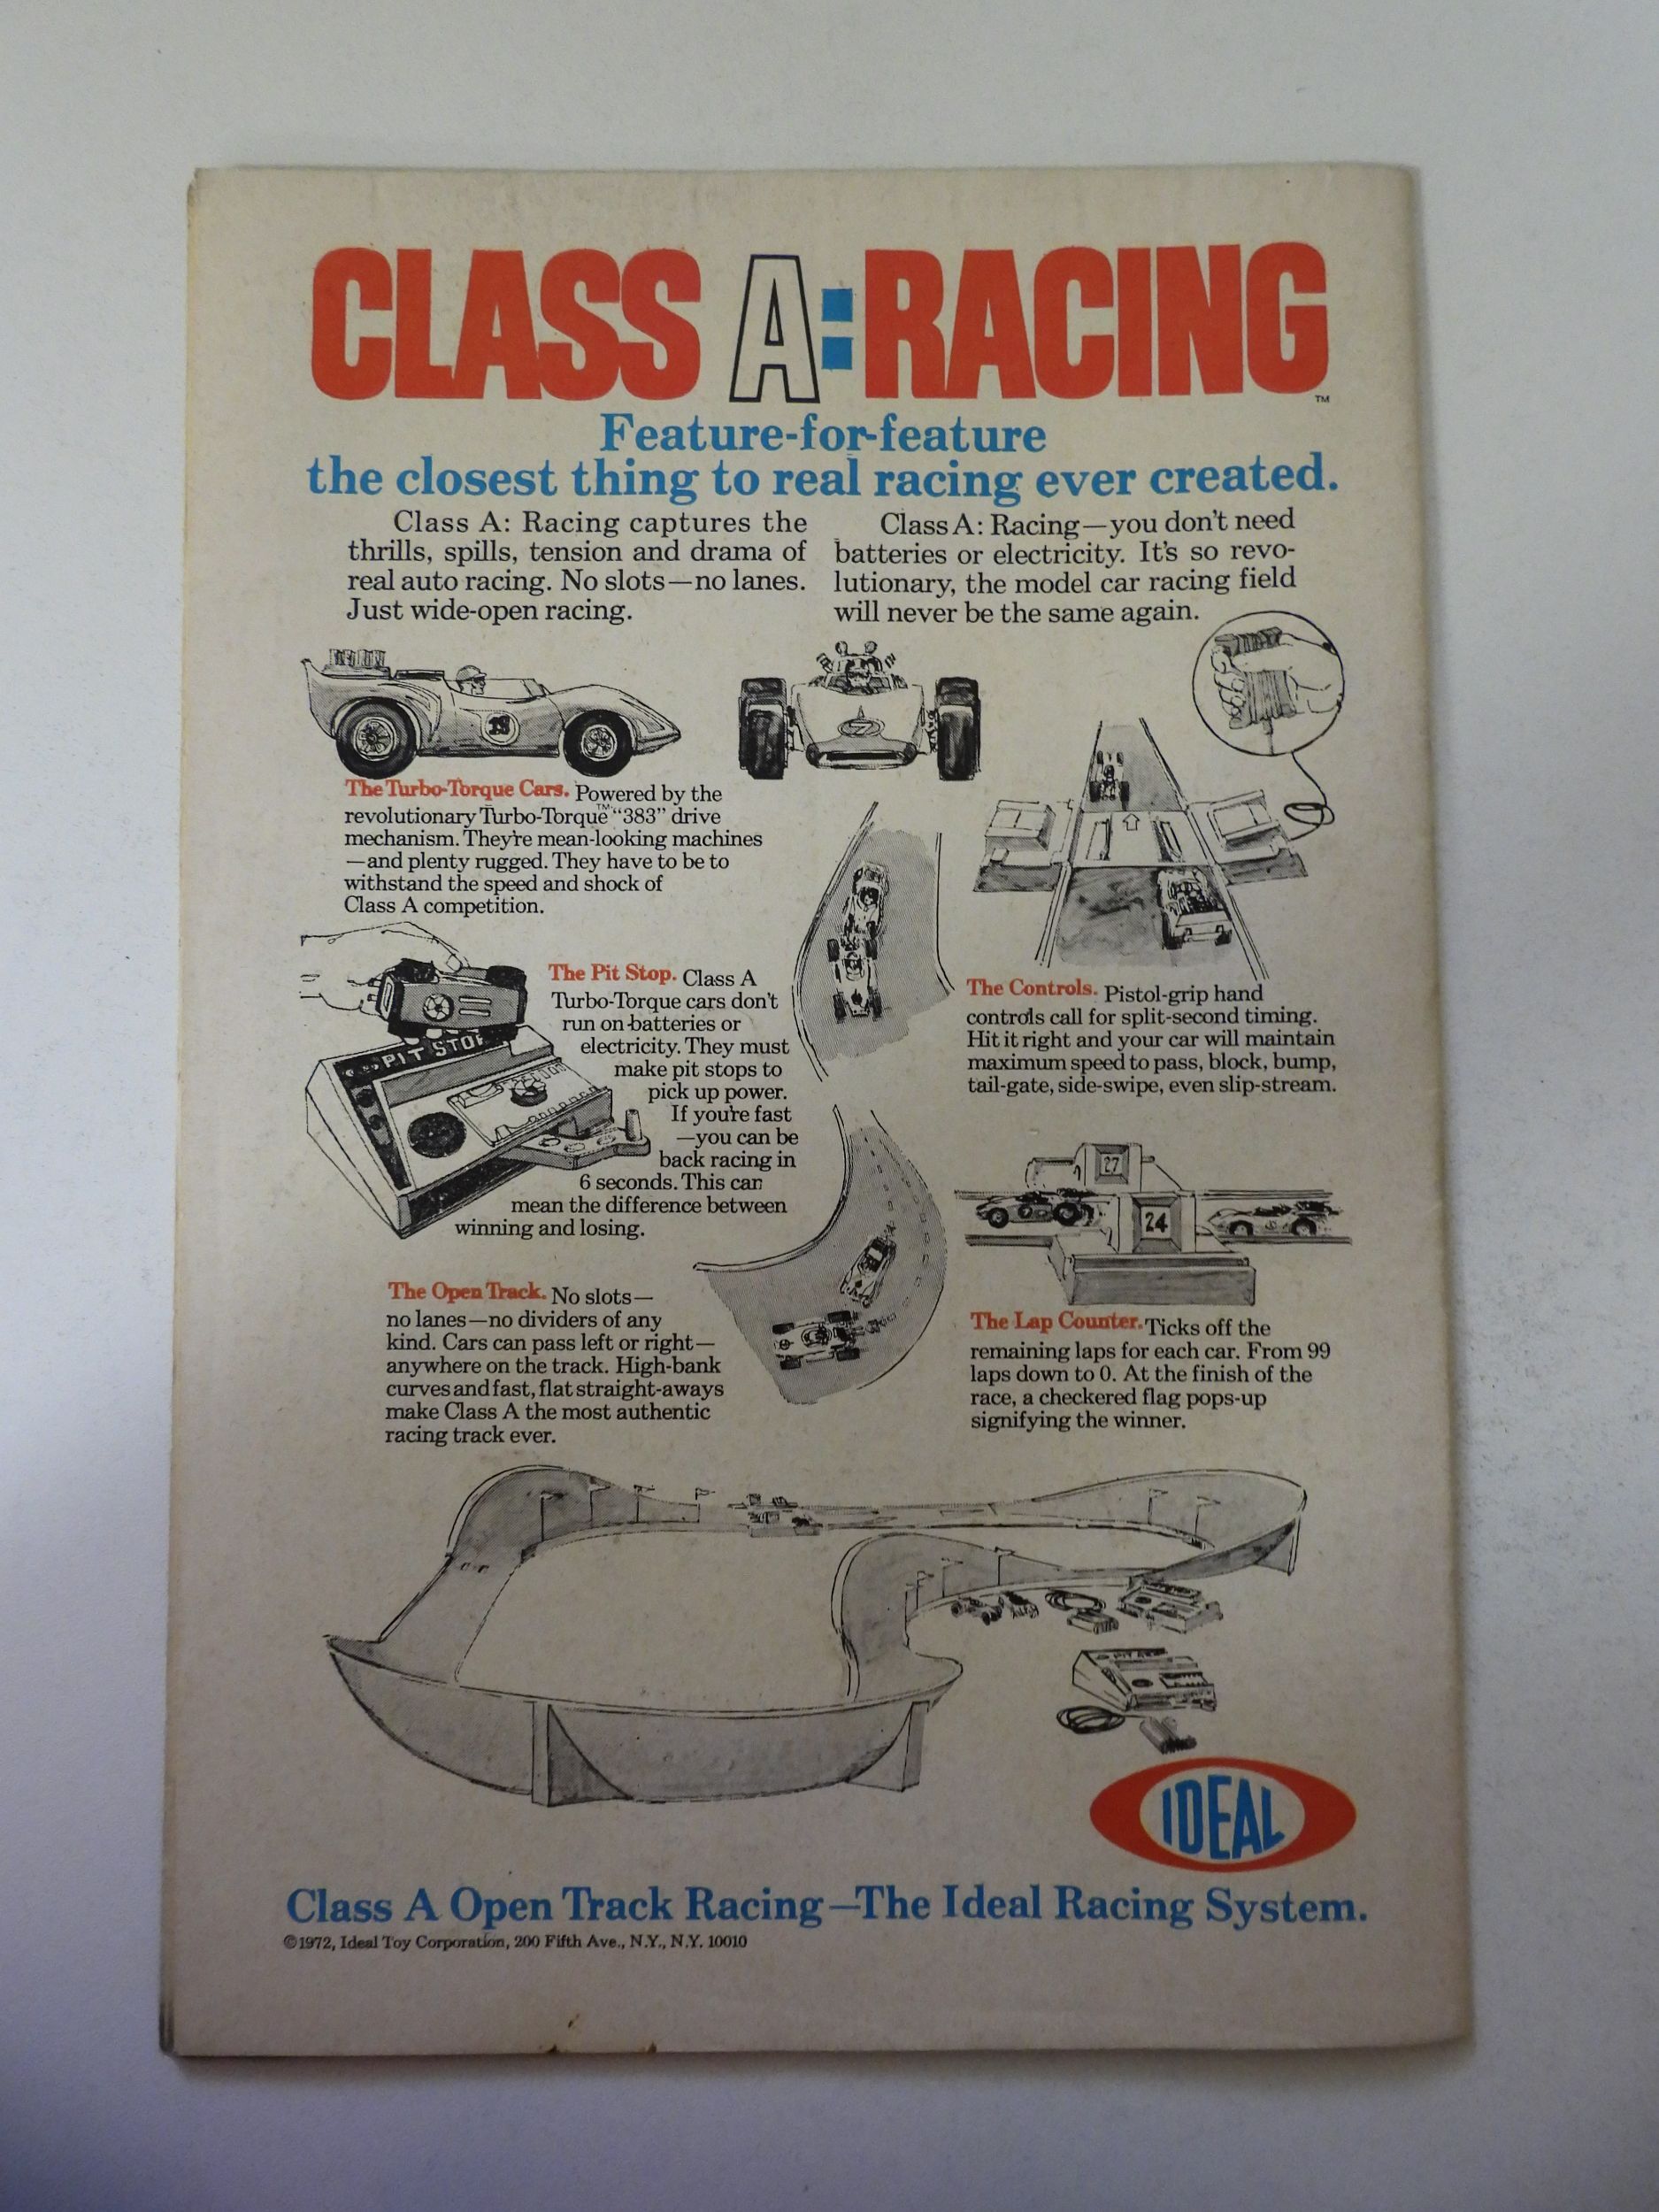 CLASS A:RACING
TM
Feature-for-feature
the closest thing to real racing ever created.
Class A: Racing captures the
thrills, spills, tension and drama of
real auto racing. No slots—no lanes.
Just wide-open racing.
Class A: Racing—you don't need
batteries or electricity. It's so revo-
lutionary, the model car racing field
will never be the same again.
The Turbo-Torque Cars. Powered by the
revolutionary Turbo-Torque™ "383" drive
mechanism. They're mean-looking machines
—and plenty rugged. They have to be to
withstand the speed and shock of
Class A competition.
PIT STOP
The Pit Stop. Class A
Turbo-Torque cars don't
run on batteries or
electricity. They must
make pit stops to
pick up power.
If you're fast
—you can be
back racing in
6 seconds. This can
mean the difference between
winning and losing.
The Controls. Pistol-grip hand
controls call for split-second timing.
Hit it right and your car will maintain
maximum speed to pass, block, bump,
tail-gate, side-swipe, even slip-stream.
27
24
The Open Track. No slots—
no lanes—no dividers of any
kind. Cars can pass left or right—
anywhere on the track. High-bank
curves and fast, flat straight-aways
make Class A the most authentic
racing track ever.
The Lap Counter. Ticks off the
remaining laps for each car. From 99
laps down to 0. At the finish of the
race, a checkered flag pops-up
signifying the winner.
IDEAL
Class A Open Track Racing—The Ideal Racing System.
©1972, Ideal Toy Corporation, 200 Fifth Ave., N.Y., N.Y. 10010